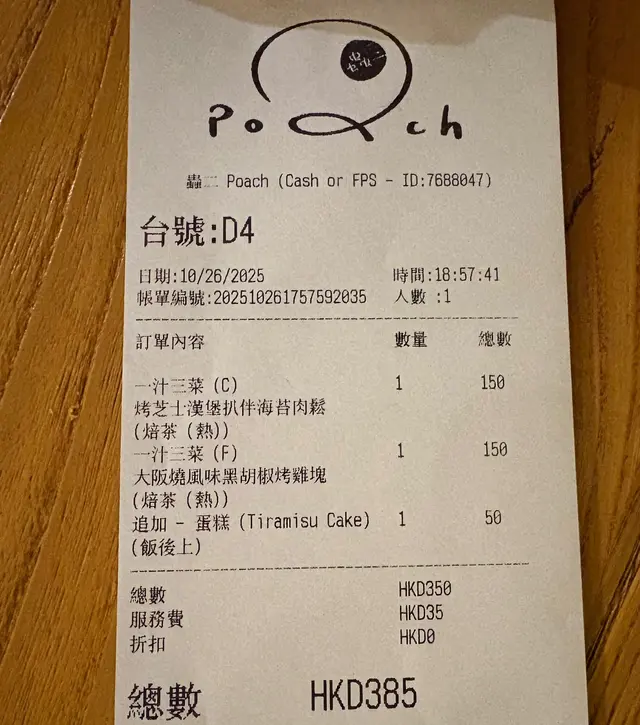 Poach
蟲二 Poach (Cash or FPS - ID:7688047)
台號:D4
日期:10/26/2025 時間:18:57:41
帳單編號:202510261757592035 人數 :1
訂單內容 數量 總數
一汁三菜 (C) 1 150
烤芝士漢堡扒伴海苔肉鬆
(焙茶 (熱))
一汁三菜 (F) 1 150
大阪燒風味黑胡椒烤雞塊
(焙茶 (熱))
追加 - 蛋糕 (Tiramisu Cake) 1 50
(飯後上)
總數 HKD350
服務費 HKD35
折扣 HKD0
總數 HKD385